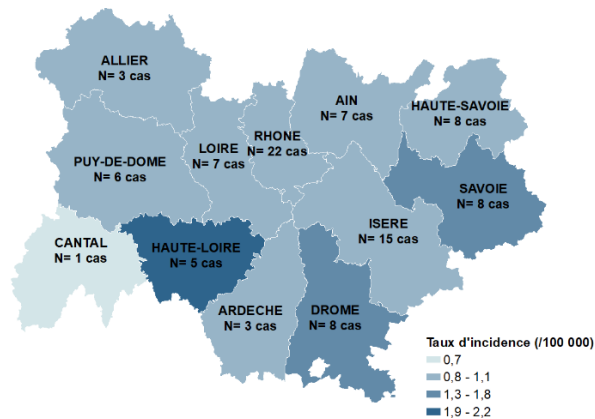 ALLIER
N= 3 cas
AIN
N= 7 cas
HAUTE-SAVOIE
N= 8 cas
RHONE
N= 22 cas
LOIRE
N= 7 cas
PUY-DE-DOME
N= 6 cas
SAVOIE
N= 8 cas
ISERE
N= 15 cas
CANTAL
N= 1 cas
HAUTE-LOIRE
N= 5 cas
ARDECHE
N= 3 cas
DROME
N= 8 cas
Taux d'incidence (/100 000)
0,7
0,8 - 1,1
1,3 - 1,8
1,9 - 2,2